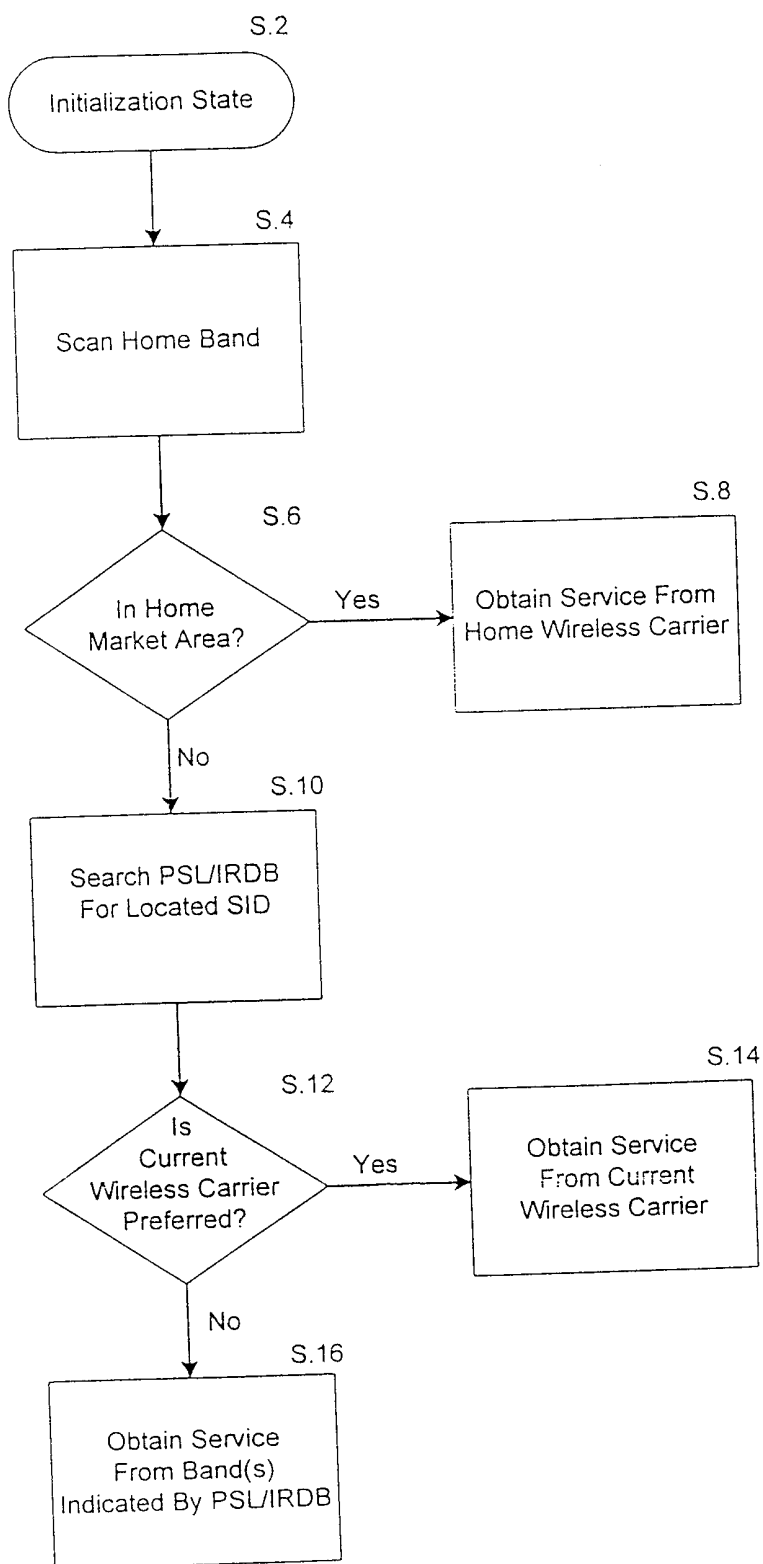 S.2
Initialization State
S.4
Scan Home Band
S.6
In Home
Market Area?
Yes
S.8
Obtain Service From
Home Wireless Carrier
No
S.10
Search PSL/IRDB
For Located SID
S.12
Is
Current
Wireless Carrier
Preferred?
Yes
S.14
Obtain Service
From Current
Wireless Carrier
No
S.16
Obtain Service
From Band(s)
Indicated By PSL/IRDB